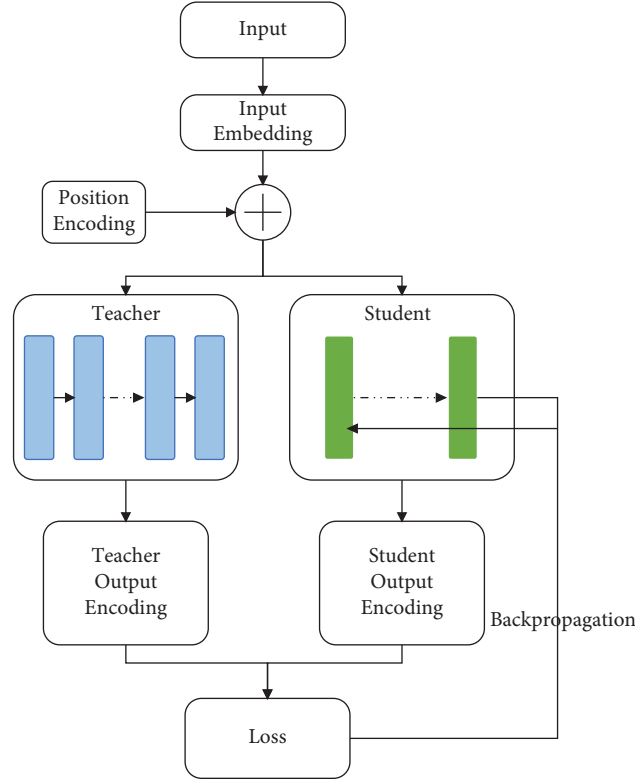 Input
Input
Embedding
Position
Encoding
Teacher
Student
Teacher
Output
Encoding
Student
Output
Encoding
Backpropagation
Loss